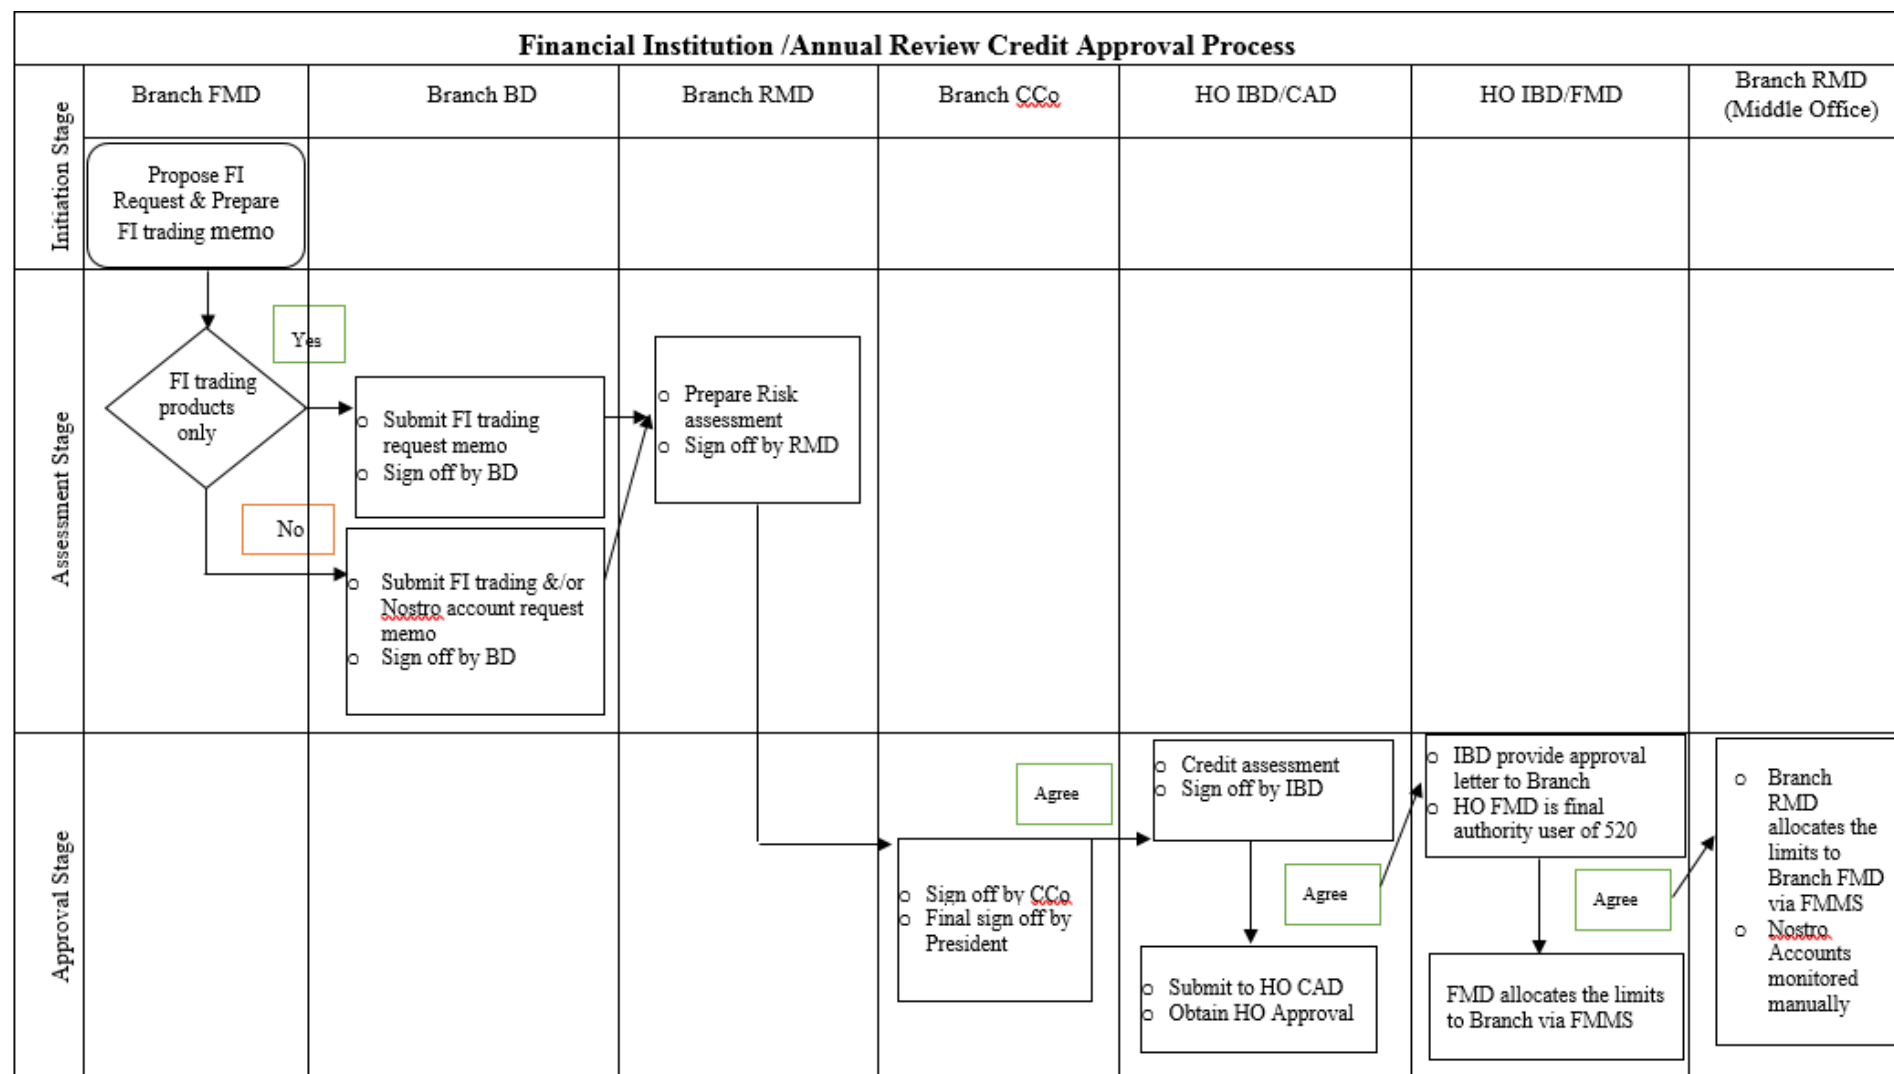 Financial Institution /Annual Review Credit Approval Process
Initiation Stage
Branch FMD
Branch BD
Branch RMD
Branch CCo
HO IBD/CAD
HO IBD/FMD
Branch RMD
(Middle Office)
Propose FI
Request & Prepare
FI trading memo
Assessment Stage
FI trading
products
only
Yes
No
o Submit FI trading
request memo
o Sign off by BD
o Submit FI trading &/or
Nostro account request
memo
o Sign off by BD
o Prepare Risk
assessment
o Sign off by RMD
Approval Stage
o Sign off by CCo
o Final sign off by
President
Agree
o Credit assessment
o Sign off by IBD
Agree
o Submit to HO CAD
o Obtain HO Approval
o IBD provide approval
letter to Branch
o HO FMD is final
authority user of 520
Agree
FMD allocates the limits
to Branch via FMMS
o Branch
RMD
allocates the
limits to
Branch FMD
via FMMS
o Nostro
Accounts
monitored
manually